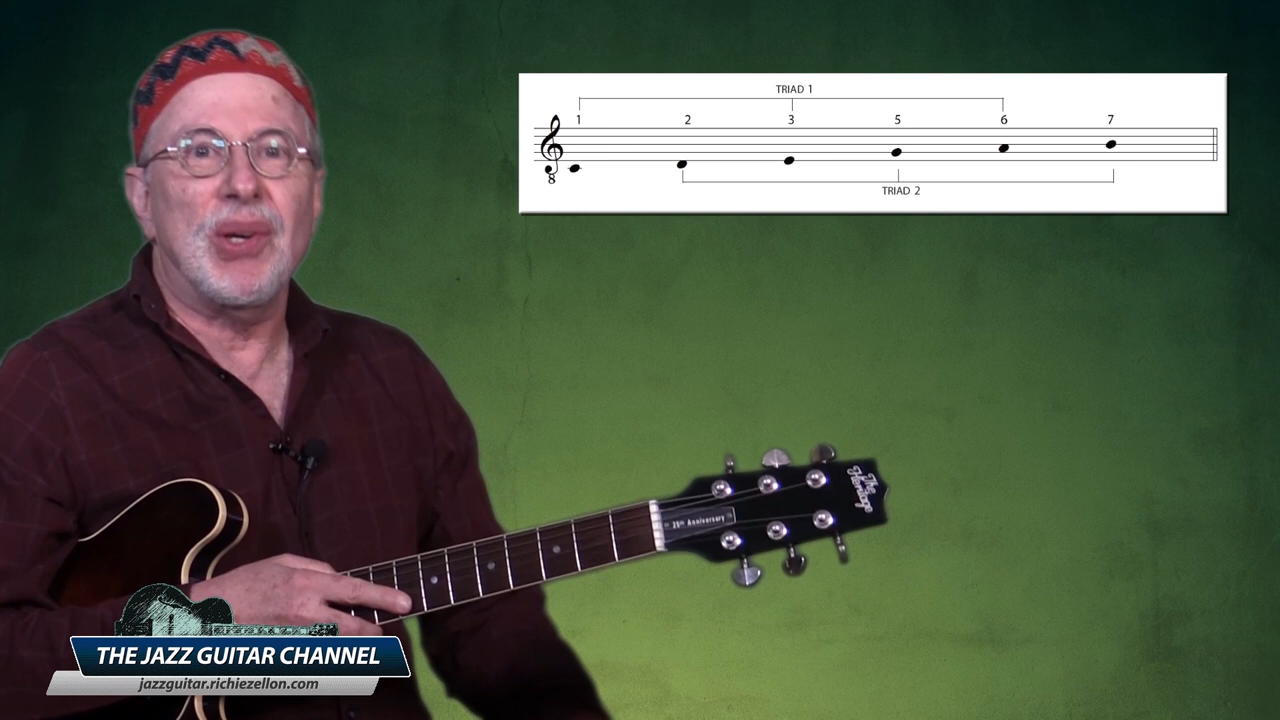 TRIAD 1
1 2 3 5 6 7
8
TRIAD 2
The
Heritage
25th Anniversary
THE JAZZ GUITAR CHANNEL
jazzguitar.richiezellon.com